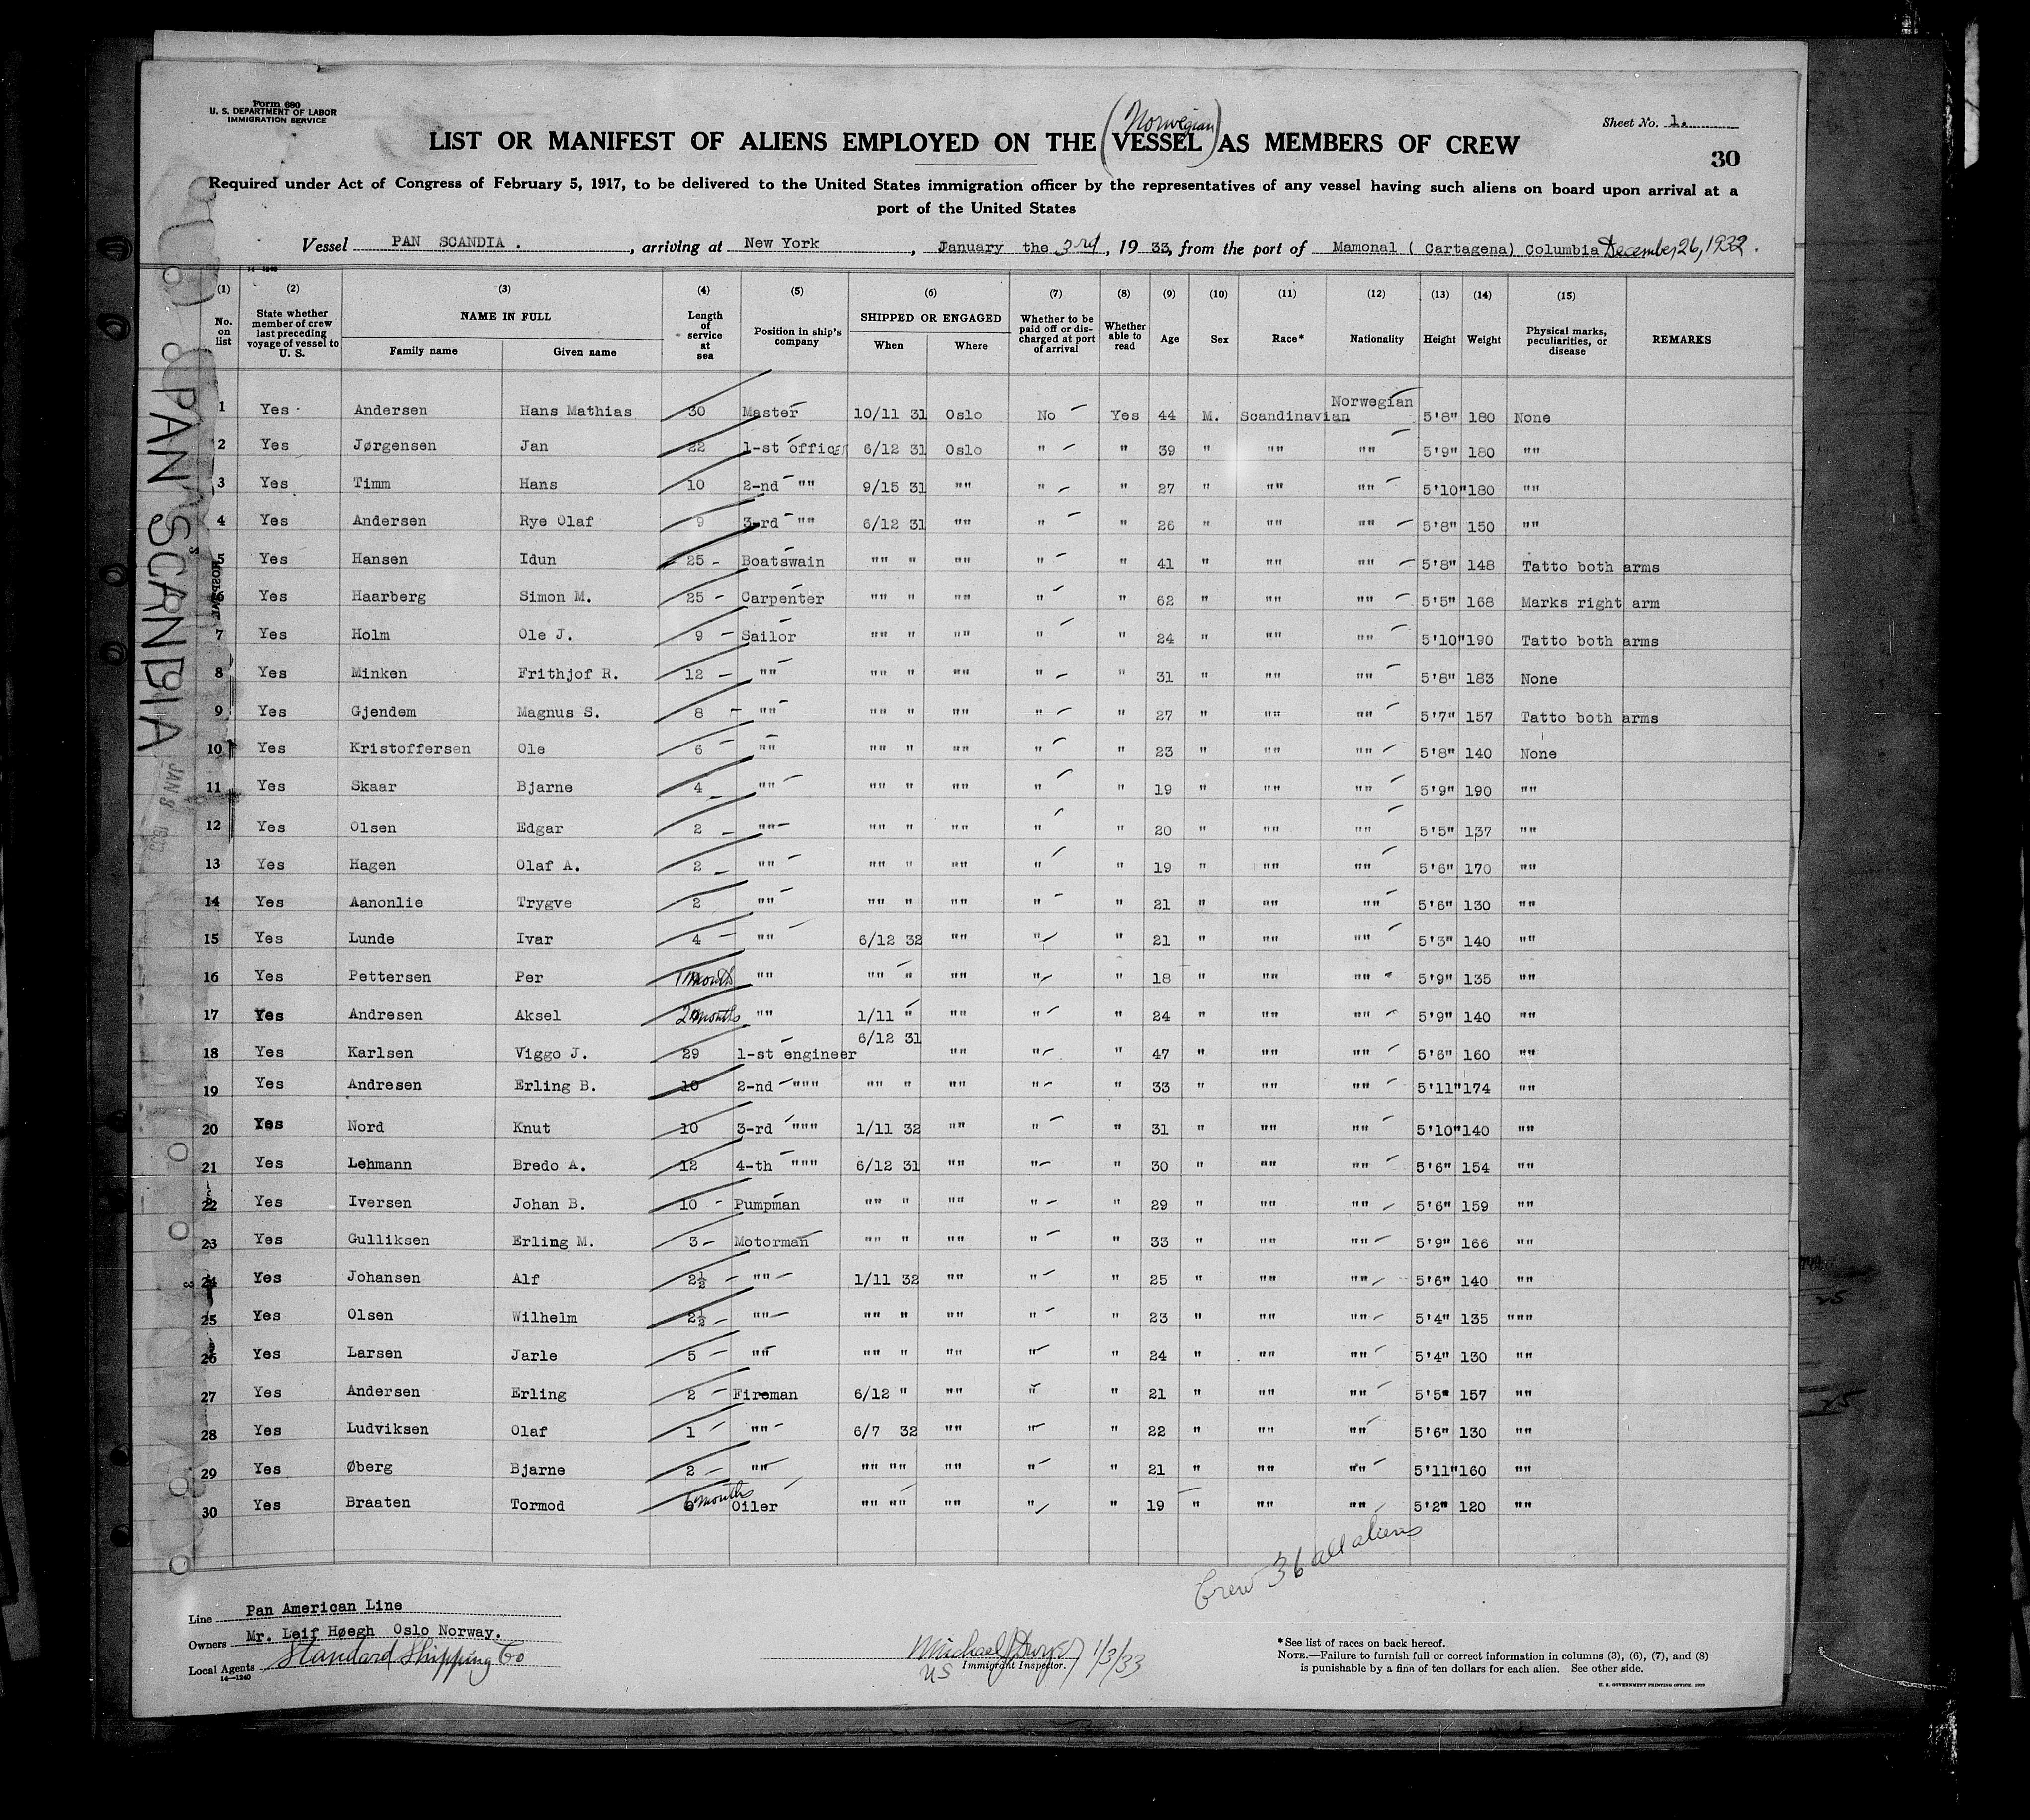 Form 680
U. S. DEPARTMENT OF LABOR
IMMIGRATION SERVICE
Sheet No. 1.
LIST OR MANIFEST OF ALIENS EMPLOYED ON THE (Norwegian VESSEL) AS MEMBERS OF CREW
30
Required under Act of Congress of February 5, 1917, to be delivered to the United States immigration officer by the representatives of any vessel having such aliens on board upon arrival at a
port of the United States
Vessel PAN SCANDIA . , arriving at New York , January the 3rd, 19 33, from the port of Mamonal ( Cartagena) Columbia December 26, 1932.
14-1240
(1) (2) (3) (4) (5) (6) (7) (8) (9) (10) (11) (12) (13) (14) (15)
No. on list
State whether member of crew last preceding voyage of vessel to U. S.
NAME IN FULL
Family name Given name
Length of service at sea
Position in ship's company
SHIPPED OR ENGAGED
When Where
Whether to be paid off or discharged at port of arrival
Whether able to read
Age Sex Race* Nationality Height Weight
Physical marks, peculiarities, or disease
REMARKS
1 Yes Andersen Hans Mathias 30 Master 10/11 31 Oslo No Yes 44 M. Scandinavian Norwegian 5'8" 180 None
2 Yes Jørgensen Jan 22 1-st officer 6/12 31 Oslo " " 39 " "" "" 5'9" 180 ""
3 Yes Timm Hans 10 2-nd "" 9/15 31 "" " " 27 " "" "" 5'10" 180 ""
4 Yes Andersen Rye Olaf 9 3-rd "" 6/12 31 "" " " 26 " "" "" 5'8" 150 ""
5 Yes Hansen Idun 25 - Boatswain "" " "" " " 41 " "" "" 5'8" 148 Tatto both arms
6 Yes Haarberg Simon M. 25 - Carpenter "" " "" " " 62 " "" "" 5'5" 168 Marks right arm
7 Yes Holm Ole J. 9 - Sailor "" " "" " " 24 " "" "" 5'10" 190 Tatto both arms
8 Yes Minken Frithjof R. 12 - "" "" " "" " " 31 " "" "" 5'8" 183 None
9 Yes Gjendem Magnus S. 8 - "" "" " "" " " 27 " "" "" 5'7" 157 Tatto both arms
10 Yes Kristoffersen Ole 6 - "" "" " "" " " 23 " "" "" 5'8" 140 None
11 Yes Skaar Bjarne 4 - "" "" " "" " " 19 " "" "" 5'9" 190 ""
12 Yes Olsen Edgar 2 - "" "" " "" " " 20 " "" "" 5'5" 137 ""
13 Yes Hagen Olaf A. 2 - "" "" " "" " " 19 " "" "" 5'6" 170 ""
14 Yes Aanonlie Trygve 2 "" "" " "" " " 21 " "" "" 5'6" 130 ""
15 Yes Lunde Ivar 4 - "" 6/12 32 "" " " 21 " "" "" 5'3" 140 ""
16 Yes Pettersen Per months "" "" " "" " " 18 " "" "" 5'9" 135 ""
17 Yes Andresen Aksel 2 months "" 1/11 " "" " " 24 " "" "" 5'9" 140 ""
18 Yes Karlsen Viggo J. 29 1-st engineer 6/12 31 "" " " 47 " "" "" 5'6" 160 ""
19 Yes Andresen Erling B. 10 2-nd """ "" " "" " " 33 " "" "" 5'11" 174 ""
20 Yes Nord Knut 10 3-rd """ 1/11 32 "" " " 31 " "" "" 5'10" 140 ""
21 Yes Lehmann Bredo A. 12 4-th """ 6/12 31 "" " " 30 " "" "" 5'6" 154 ""
22 Yes Iversen Johan B. 10 - Pumpman "" " "" " " 29 " "" "" 5'6" 159 ""
23 Yes Gulliksen Erling M. 3 - Motorman "" " "" " " 33 " "" "" 5'9" 166 ""
24 Yes Johansen Alf 2½ - "" 1/11 32 "" " " 25 " "" "" 5'6" 140 ""
25 Yes Olsen Wilhelm 2½ - "" "" " "" " " 23 " "" "" 5'4" 135 """
26 Yes Larsen Jarle 5 - "" "" " "" " " 24 " "" "" 5'4" 130 ""
27 Yes Andersen Erling 2 - Fireman 6/12 " "" " " 21 " "" "" 5'5" 157 ""
28 Yes Ludviksen Olaf 1 "" 6/7 32 "" " " 22 " "" "" 5'6" 130 ""
29 Yes Øberg Bjarne 2 - "" "" "" "" " " 21 " "" "" 5'11" 160 ""
30 Yes Braaten Tormod 6 months Oiler "" "" "" " " 19 " "" "" 5'2" 120 ""
Crew 36 all aliens
Line Pan American Line
Owners Mr. Leif Høegh Oslo Norway.
Local Agents Standard Shipping Co
14-1240
Michael J Dwyer 1/3/33
US Immigrant Inspector.
*See list of races on back hereof.
NOTE.—Failure to furnish full or correct information in columns (3), (6), (7), and (8)
is punishable by a fine of ten dollars for each alien. See other side.
U. S. GOVERNMENT PRINTING OFFICE. 1929
PAN SCANDIA
JAN 3